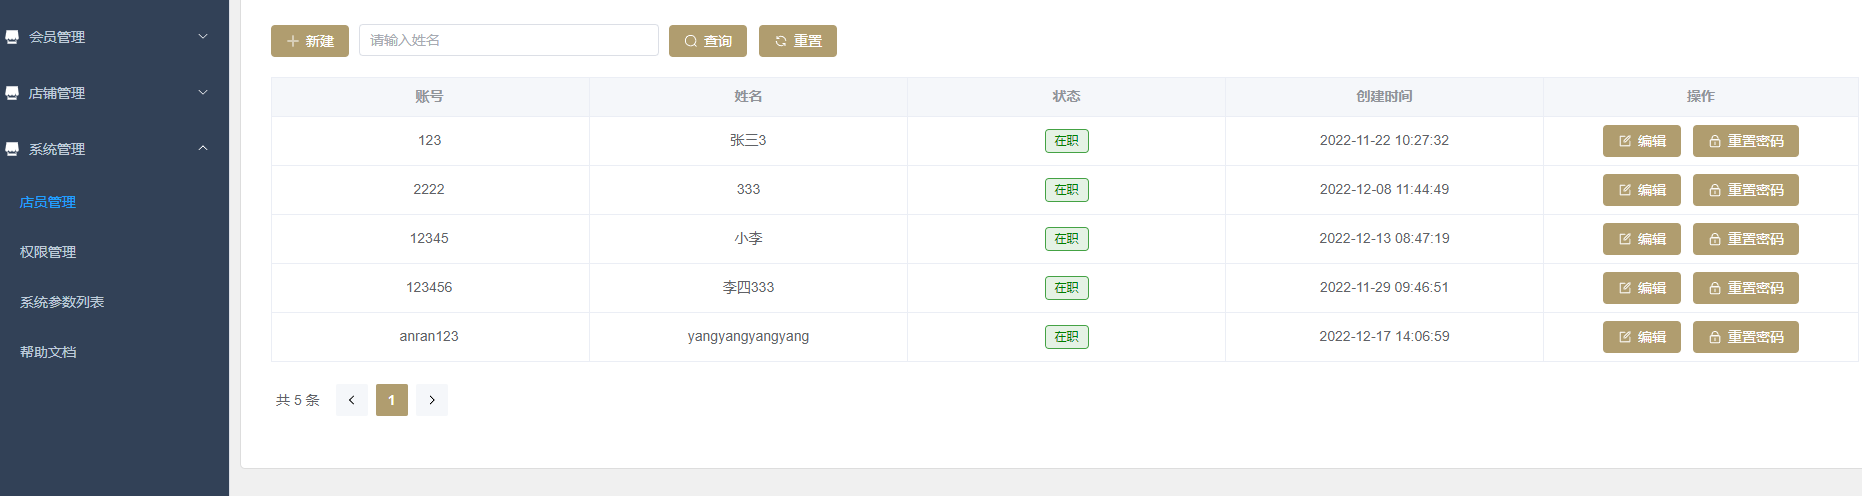 会员管理
店铺管理
系统管理
店员管理
权限管理
系统参数列表
帮助文档
新建 请输入姓名 查询 重置
账号 姓名 状态 创建时间 操作
123 张三3 在职 2022-11-22 10:27:32 编辑 重置密码
2222 333 在职 2022-12-08 11:44:49 编辑 重置密码
12345 小李 在职 2022-12-13 08:47:19 编辑 重置密码
123456 李四333 在职 2022-11-29 09:46:51 编辑 重置密码
anran123 yangyangyangyang 在职 2022-12-17 14:06:59 编辑 重置密码
共 5 条 1